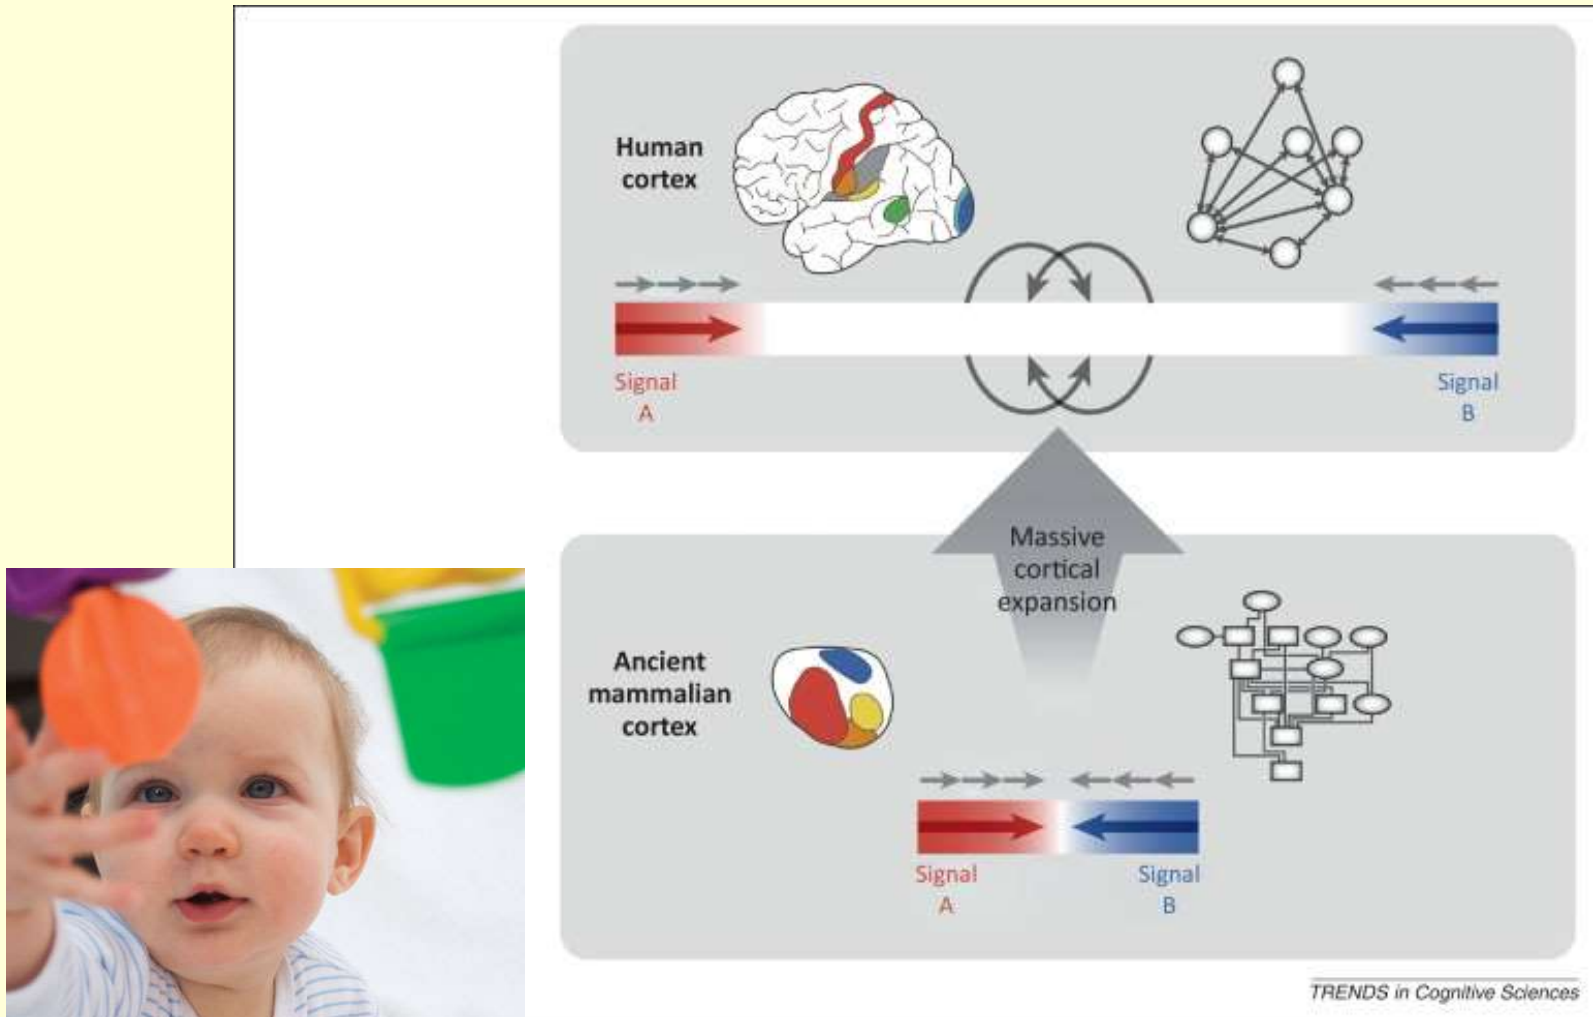 Human
cortex
Signal
A
Signal
B
Massive
cortical
expansion
Ancient
mammalian
cortex
Signal
A
Signal
B
TRENDS in Cognitive Sciences